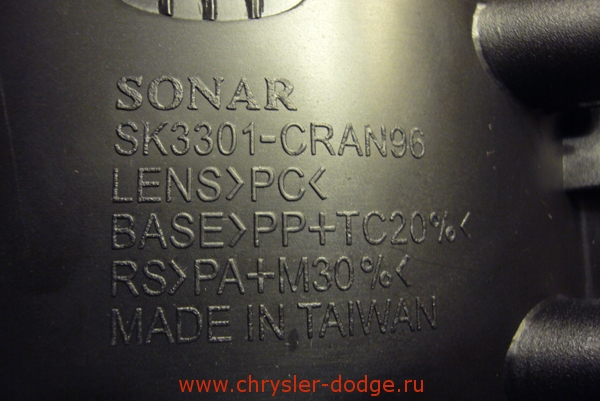 SONAR
SK3301-CRAN96
LENS>PC<
BASE>PP+TC20%<
RS>PA+M30%<
MADE IN TAIWAN
www.chrysler-dodge.ru